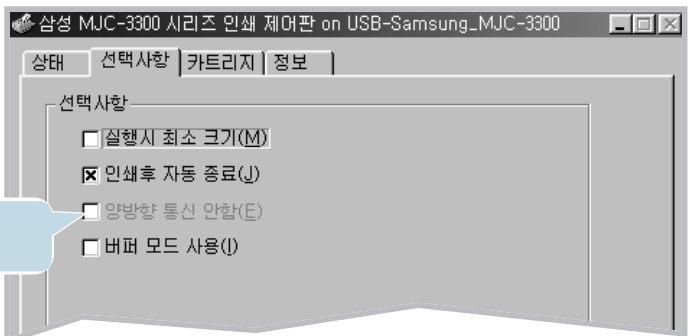 삼성 MJC-3300 시리즈 인쇄 제어판 on USB-Samsung_MJC-3300
상태 선택사항 카트리지 정보
선택사항
실행시 최소 크기(M)
인쇄후 자동 종료(J)
양방향 통신 안함(E)
버퍼 모드 사용(I)